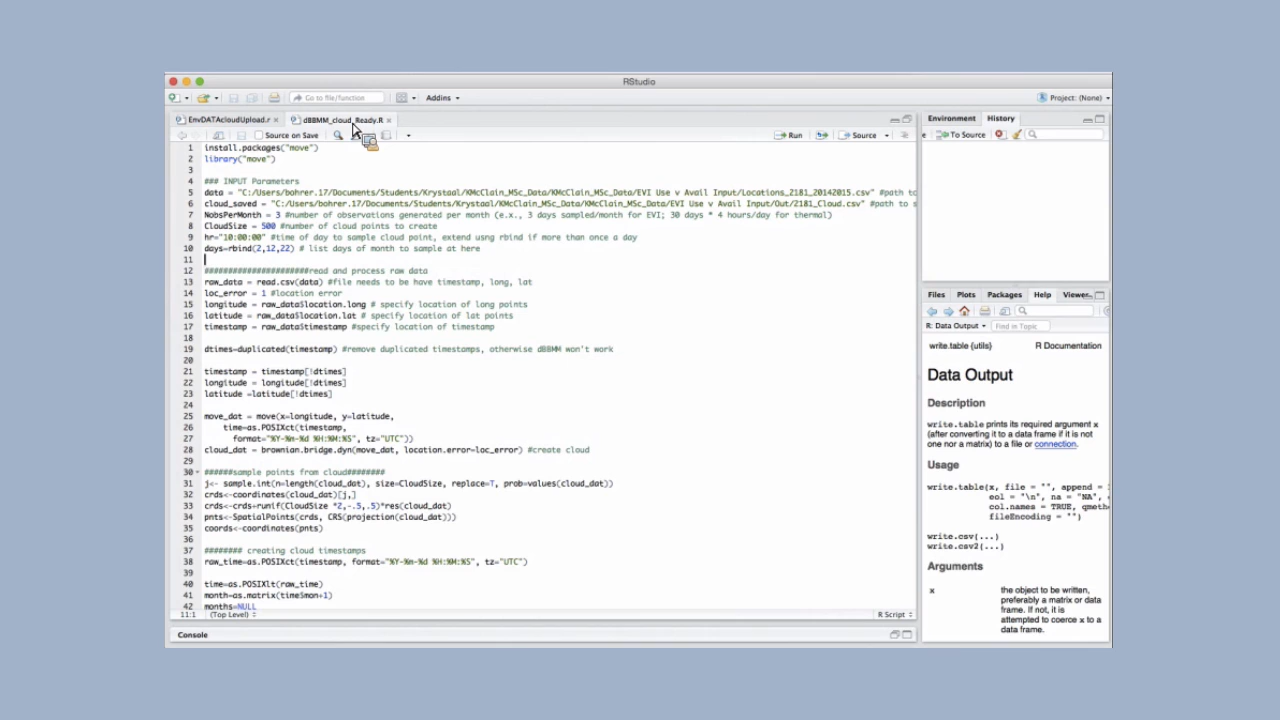 RStudio
Go to file/function
Addins
Project: (None)
EnvDATAcloudUpload.r
dBBMM_cloud_Ready.R
Source on Save
Run
Source
1 install.packages("move")
2 library("move")
3
4 ### INPUT Parameters
5 data = "C:/Users/bohrer.17/Documents/Students/Krystaal/KMcClain_MSc_Data/KMcClain_MSc_Data/EVI Use v Avail Input/Locations_2181_20142015.csv" #path to
6 cloud_saved = "C:/Users/bohrer.17/Documents/Students/Krystaal/KMcClain_MSc_Data/KMcClain_MSc_Data/EVI Use v Avail Input/Out/2181_Cloud.csv" #path to s
7 NobsPerMonth = 3 #number of observations generated per month (e.x., 3 days sampled/month for EVI; 30 days * 4 hours/day for thermal)
8 CloudSize = 500 #number of cloud points to create
9 hr="10:00:00" #time of day to sample cloud point, extend usng rbind if more than once a day
10 days=rbind(2,12,22) # list days of month to sample at here
11
12 ######################read and process raw data
13 raw_data = read.csv(data) #file needs to be have timestamp, long, lat
14 loc_error = 1 #location error
15 longitude = raw_data$location.long # specify location of long points
16 latitude = raw_data$location.lat # specify location of lat points
17 timestamp = raw_data$timestamp #specify location of timestamp
18
19 dtimes=duplicated(timestamp) #remove duplicated timestamps, otherwise dBBMM won't work
20
21 timestamp = timestamp[!dtimes]
22 longitude = longitude[!dtimes]
23 latitude =latitude[!dtimes]
24
25 move_dat = move(x=longitude, y=latitude,
26 time=as.POSIXct(timestamp,
27 format="%Y-%m-%d %H:%M:%S", tz="UTC"))
28 cloud_dat = brownian.bridge.dyn(move_dat, location.error=loc_error) #create cloud
29
30 ######sample points from cloud########
31 j<- sample.int(n=length(cloud_dat), size=CloudSize, replace=T, prob=values(cloud_dat))
32 crds<-coordinates(cloud_dat)[j,]
33 crds<-crds+runif(CloudSize *2,-.5,.5)*res(cloud_dat)
34 pnts<-SpatialPoints(crds, CRS(projection(cloud_dat)))
35 coords<-coordinates(pnts)
36
37 ######## creating cloud timestamps
38 raw_time=as.POSIXct(timestamp, format="%Y-%m-%d %H:%M:%S", tz="UTC")
39
40 time=as.POSIXlt(raw_time)
41 month=as.matrix(time$mon+1)
42 months=NULL
11:1 (Top Level)
R Script
Console
Environment
History
To Source
Files
Plots
Packages
Help
Viewer
R: Data Output
Find in Topic
write.table {utils}
R Documentation
Data Output
Description
write.table prints its required argument x
(after converting it to a data frame if it is not
one nor a matrix) to a file or connection.
Usage
write.table(x, file = "", append =
eol = "\n", na = "NA",
col.names = TRUE, qmeth
fileEncoding = "")
write.csv(...)
write.csv2(...)
Arguments
x
the object to be written,
preferably a matrix or data
frame. If not, it is
attempted to coerce x to a
data frame.